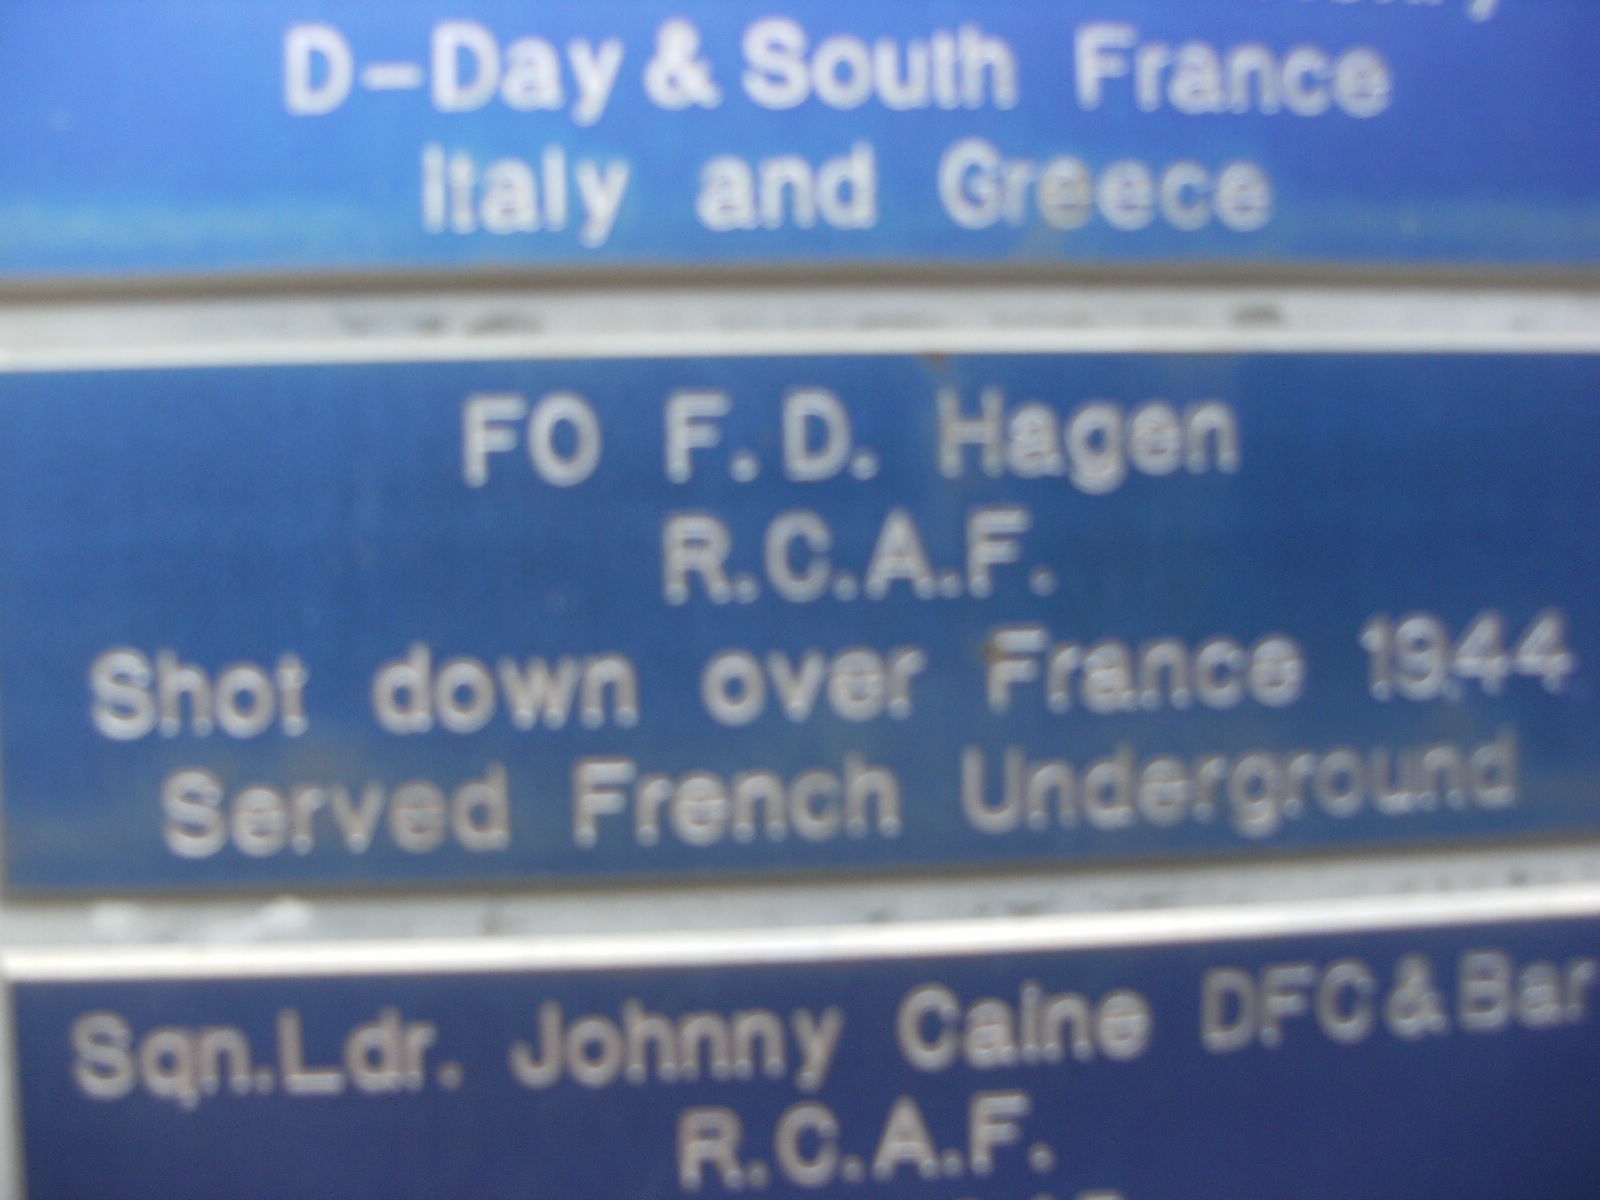 D-Day & South France
Italy and Greece
FO F.D. Hagen
R.C.A.F.
Shot down over France 1944
Served French Underground
Sqn.Ldr. Johnny Caine DFC & Bar
R.C.A.F.